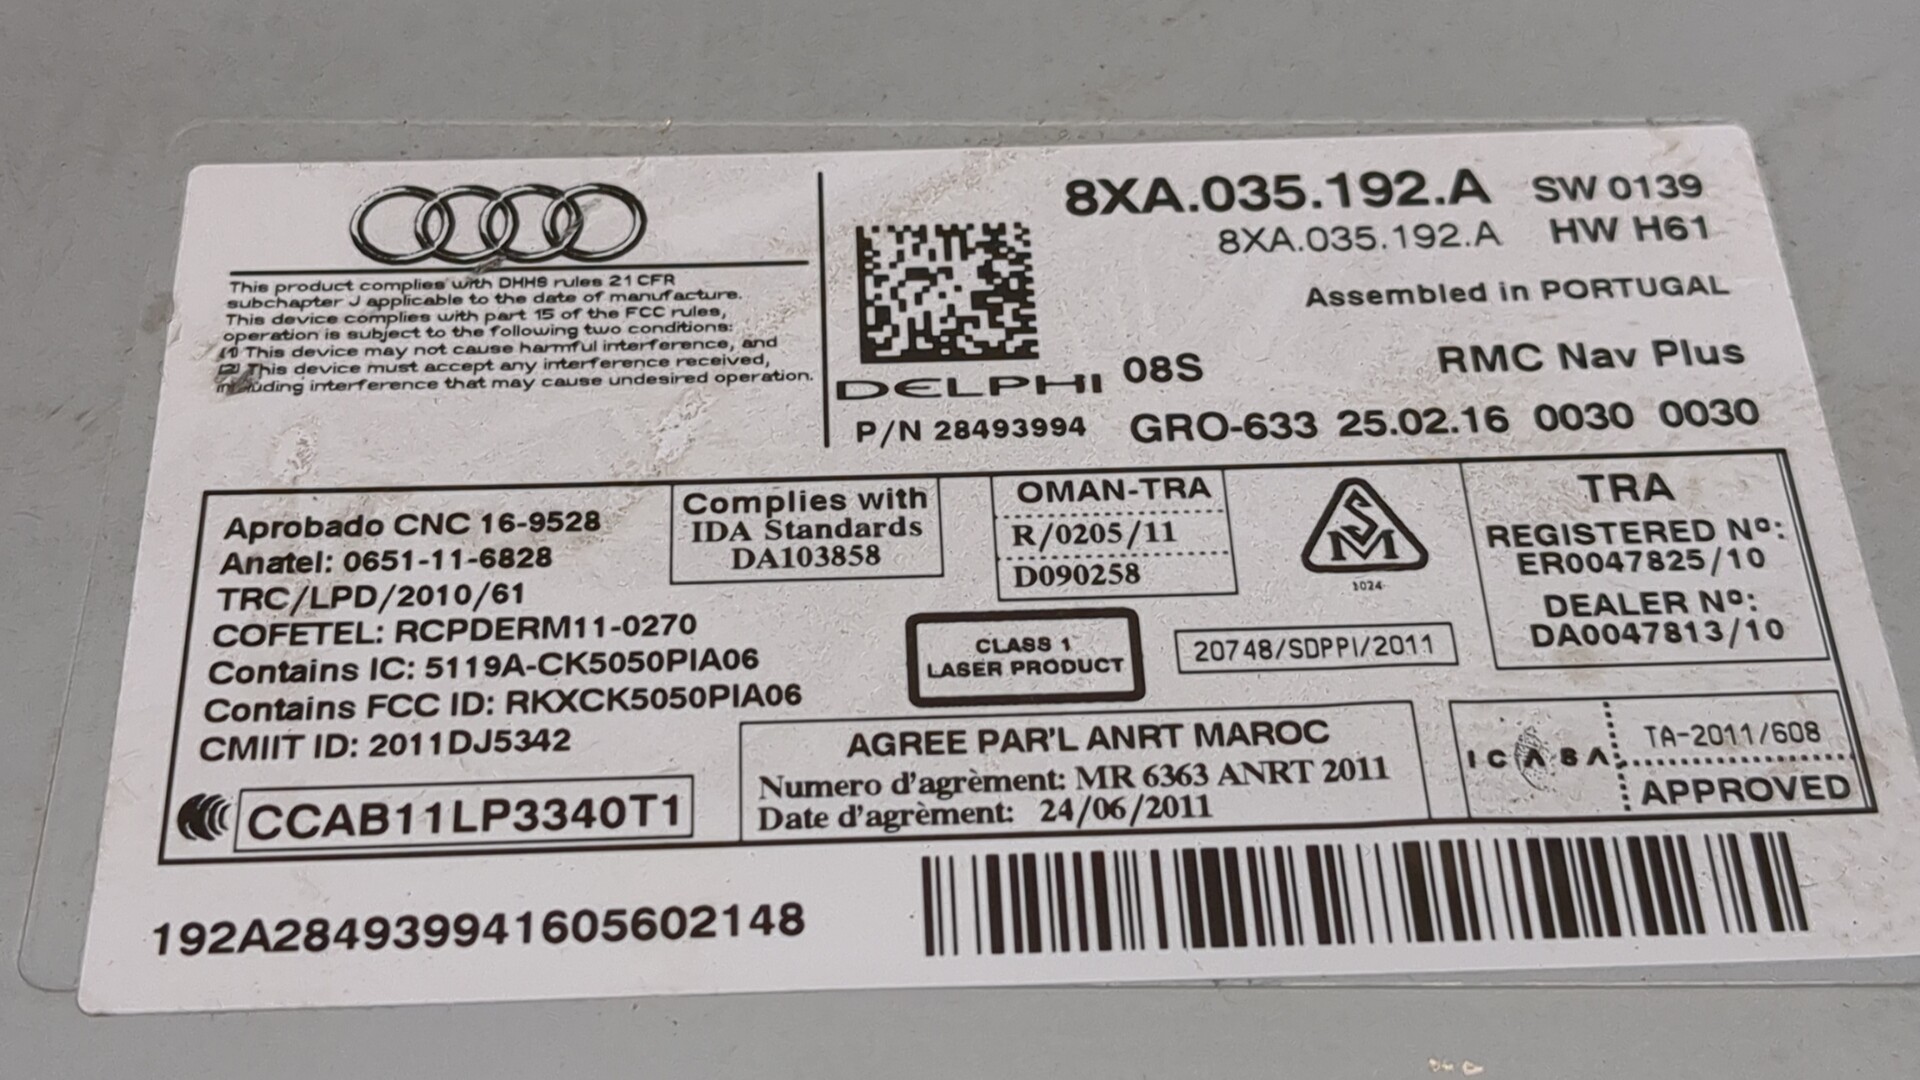 This product complies with DHHS rules 21 CFR
subchapter J applicable to the date of manufacture.
This device complies with part 15 of the FCC rules,
operation is subject to the following two conditions:
(1) This device may not cause harmful interference, and
(2) This device must accept any interference received,
including interference that may cause undesired operation.
8XA.035.192.A SW 0139
8XA.035.192.A HW H61
Assembled in PORTUGAL
DELPHI 08S RMC Nav Plus
P/N 28493994 GRO-633 25.02.16 0030 0030
Aprobado CNC 16-9528
Anatel: 0651-11-6828
TRC/LPD/2010/61
COFETEL: RCPDERM11-0270
Contains IC: 5119A-CK5050PIA06
Contains FCC ID: RKXCK5050PIA06
CMIIT ID: 2011DJ5342
CCAB11LP3340T1
Complies with
IDA Standards
DA103858
OMAN-TRA
R/0205/11
D090258
SM
1024
TRA
REGISTERED Nº:
ER0047825/10
DEALER Nº:
DA0047813/10
CLASS 1
LASER PRODUCT
20748/SDPPI/2011
AGREE PAR'L ANRT MAROC
Numero d'agrèment: MR 6363 ANRT 2011
Date d'agrèment: 24/06/2011
ICASA
TA-2011/608
APPROVED
192A284939941605602148